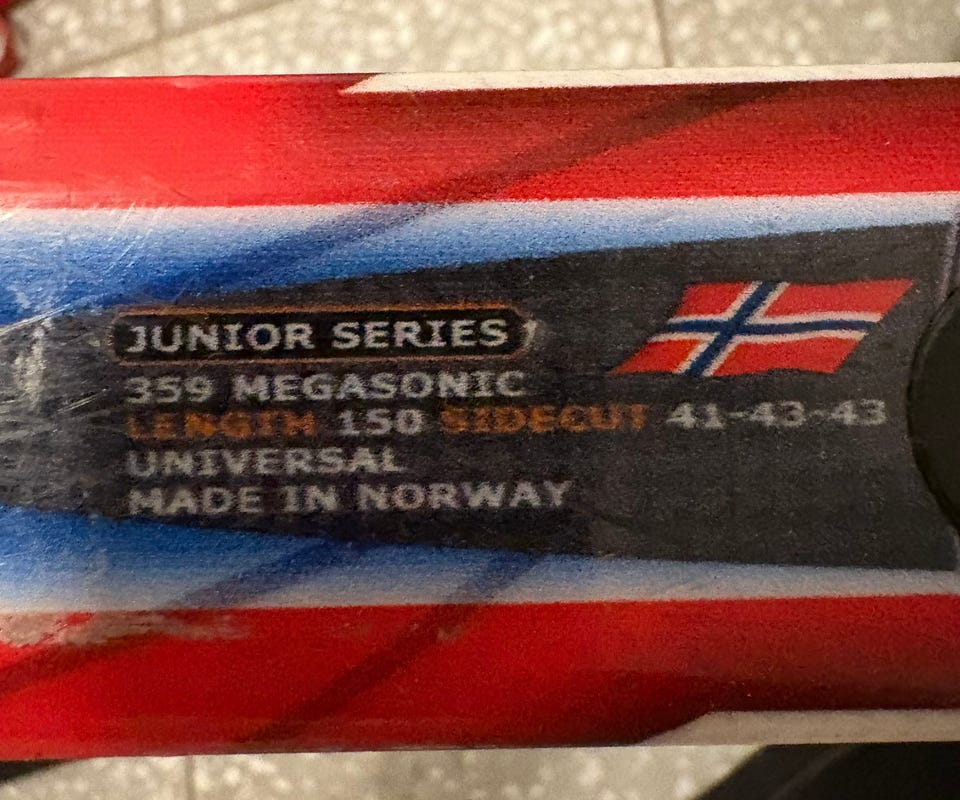 JUNIOR SERIES
359 MEGASONIC
LENGTH 150 SIDECUT 41-43-43
UNIVERSAL
MADE IN NORWAY